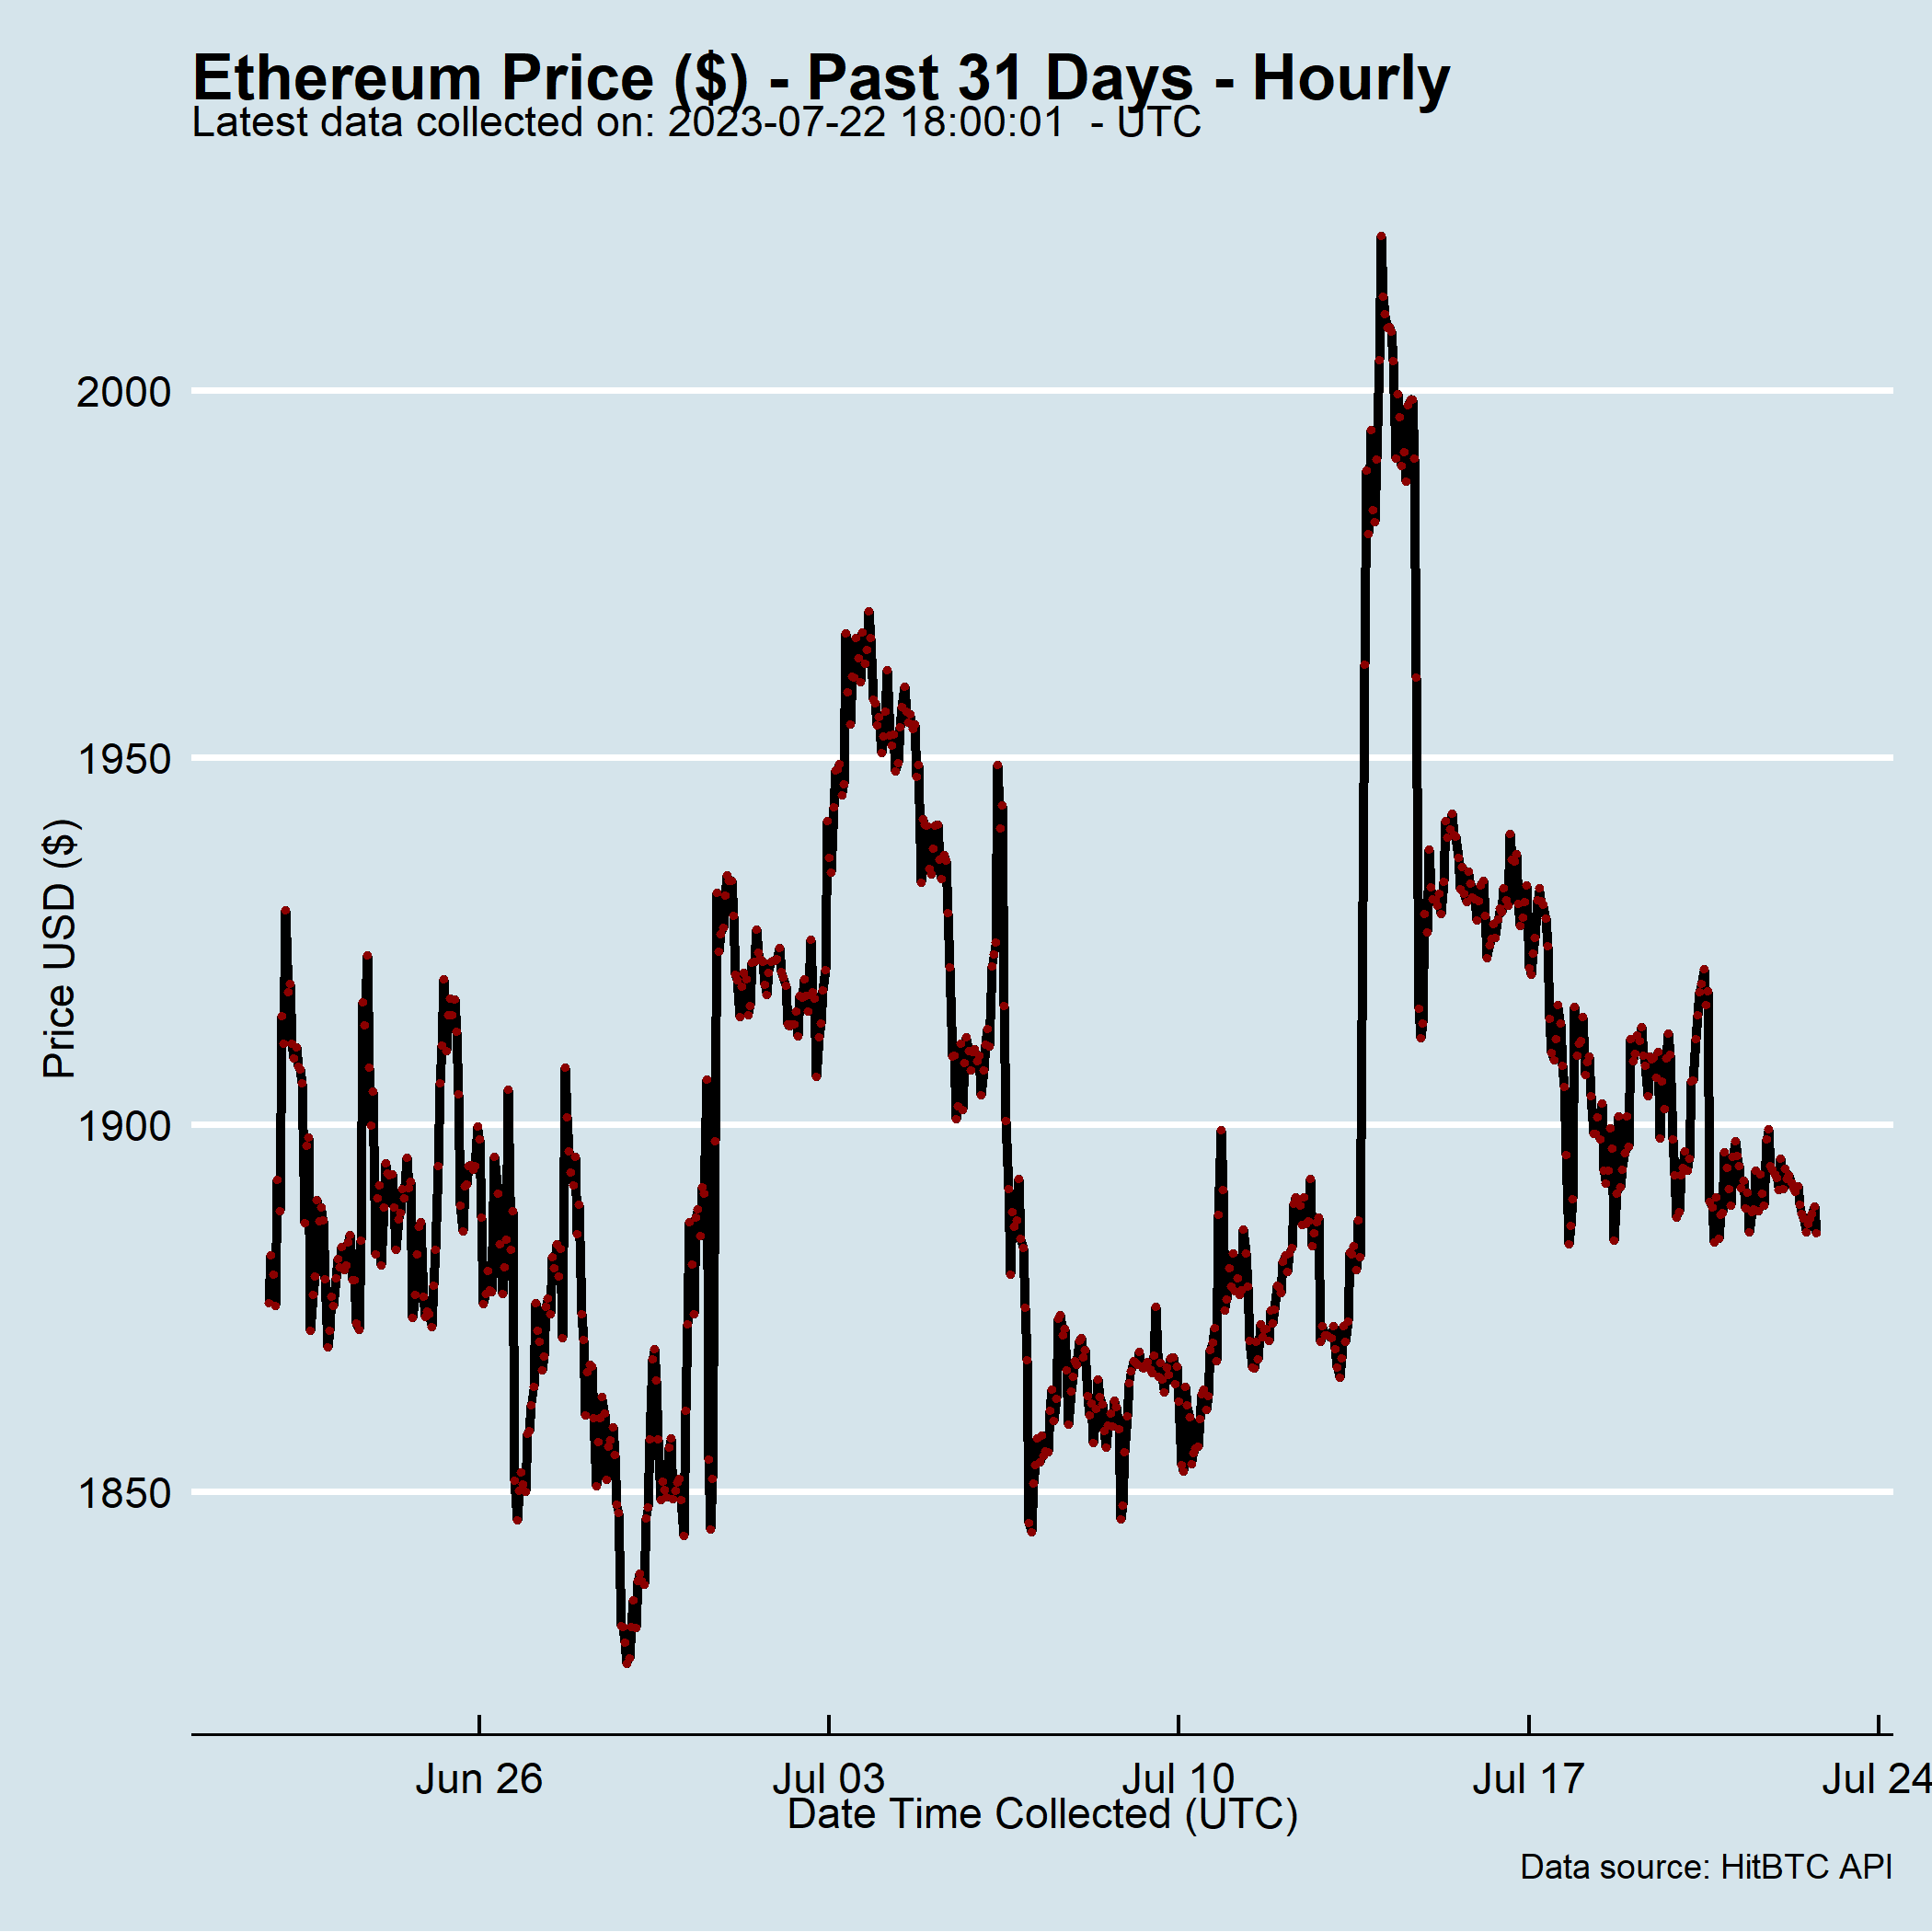 Ethereum Price ($) - Past 31 Days - Hourly
Latest data collected on: 2023-07-22 18:00:01  - UTC
2000
1950
1900
1850
Price USD ($)
Jun 26
Jul 03
Jul 10
Jul 17
Jul 24
Date Time Collected (UTC)
Data source: HitBTC API